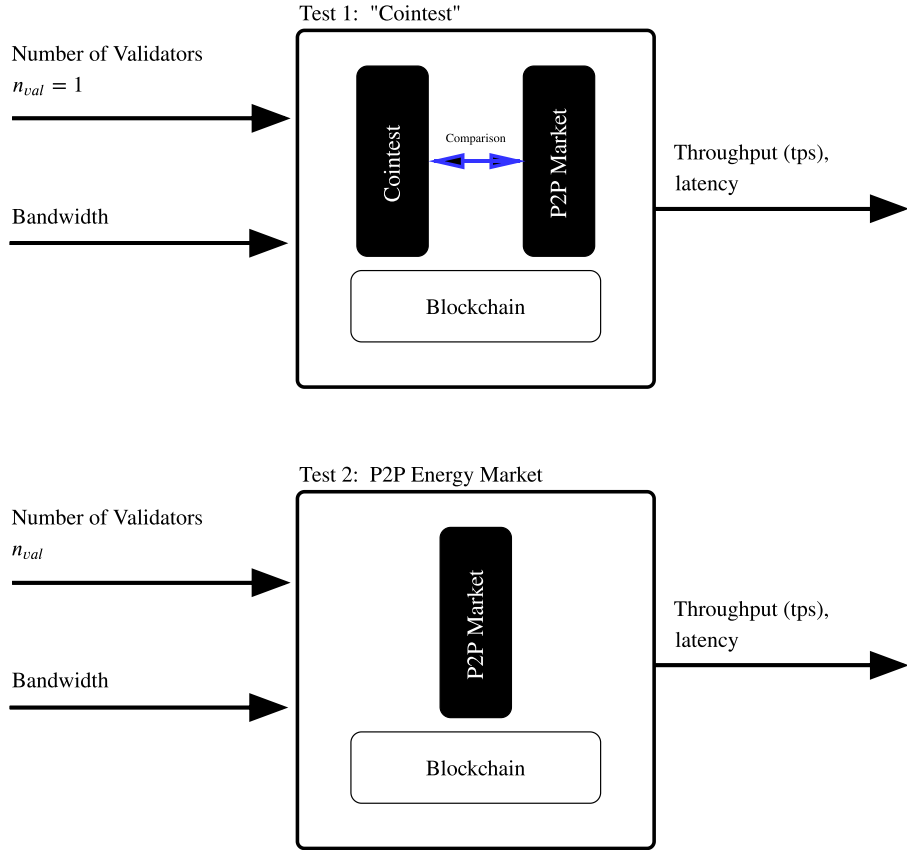 Test 1:  "Cointest"
Number of Validators
n_val = 1
Bandwidth
Cointest
Comparison
P2P Market
Blockchain
Throughput (tps),
latency
Test 2:  P2P Energy Market
Number of Validators
n_val
Bandwidth
P2P Market
Blockchain
Throughput (tps),
latency